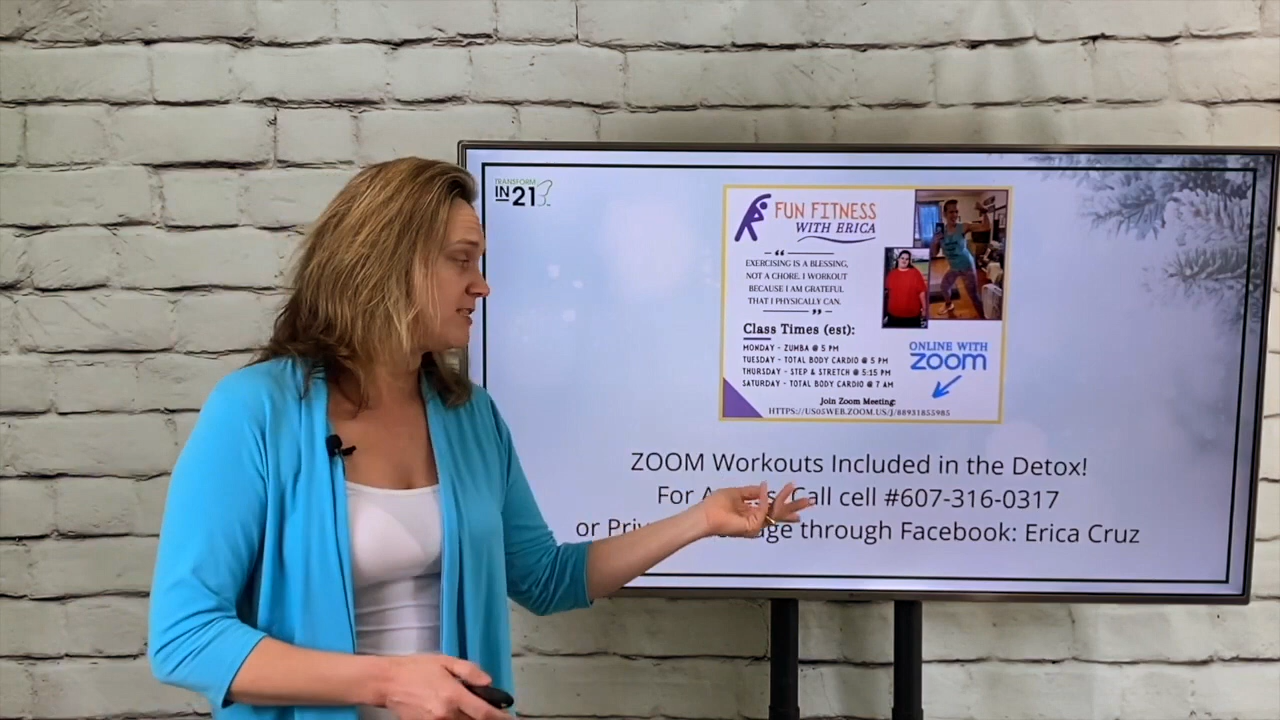 TRANSFORM
IN 21
FUN FITNESS
WITH ERICA
“
EXERCISING IS A BLESSING,
NOT A CHORE. I WORKOUT
BECAUSE I AM GRATEFUL
THAT I PHYSICALLY CAN.
”
Class Times (est):
MONDAY - ZUMBA @ 5 PM
TUESDAY - TOTAL BODY CARDIO @ 5 PM
THURSDAY - STEP & STRETCH @ 5:15 PM
SATURDAY - TOTAL BODY CARDIO @ 7 AM
ONLINE WITH
zoom
Join Zoom Meeting:
HTTPS://US05WEB.ZOOM.US/J/88931855985
ZOOM Workouts Included in the Detox!
For Call cell #607-316-0317
or through Facebook: Erica Cruz